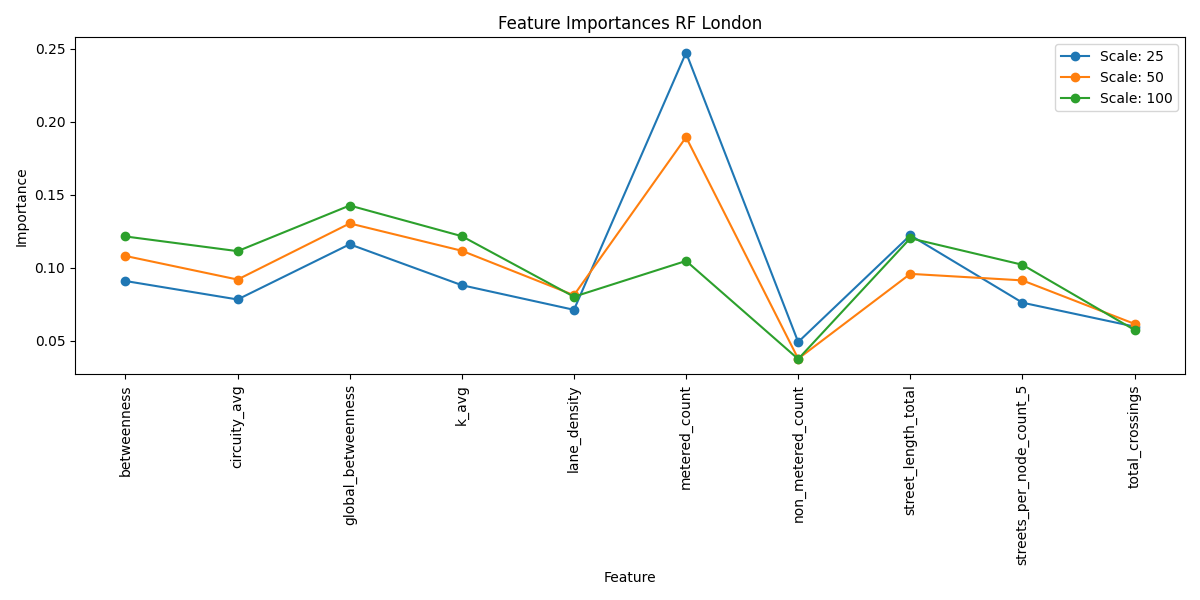 Feature Importances RF London
Importance
0.25
0.20
0.15
0.10
0.05
Scale: 25
Scale: 50
Scale: 100
betweenness
circuity_avg
global_betweenness
k_avg
lane_density
metered_count
non_metered_count
street_length_total
streets_per_node_count_5
total_crossings
Feature